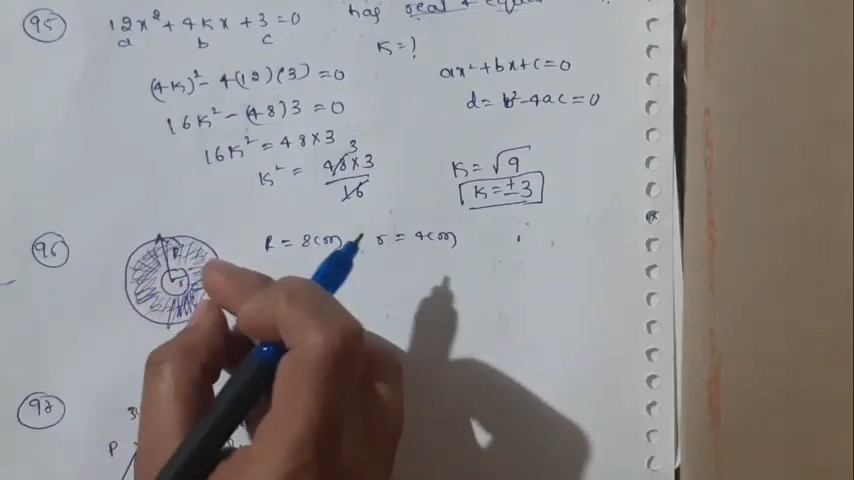 (95) 12x² + 4Kx + 3 = 0 has real & equal
a b c
K = ?
(4K)² - 4(12)(3) = 0
ax² + bx + c = 0
16K² - (48)3 = 0
d = b² - 4ac = 0
16K² = 48 × 3
K² = 48 × 3 / 16
3
K = √9
K = ± 3
(96) R = 8cm r = 4cm
R
r
(97)
P